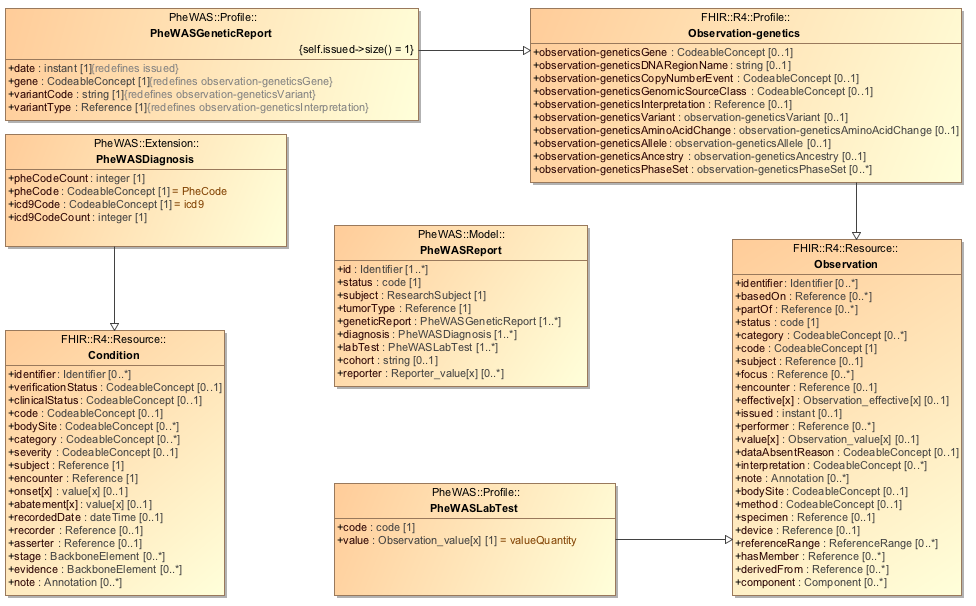 PheWAS::Profile::
PheWASGeneticReport
{self.issued->size() = 1}
+date : instant [1]{redefines issued}
+gene : CodeableConcept [1]{redefines observation-geneticsGene}
+variantCode : string [1]{redefines observation-geneticsVariant}
+variantType : Reference [1]{redefines observation-geneticsInterpretation}
FHIR::R4::Profile::
Observation-genetics
+observation-geneticsGene : CodeableConcept [0..1]
+observation-geneticsDNARegionName : string [0..1]
+observation-geneticsCopyNumberEvent : CodeableConcept [0..1]
+observation-geneticsGenomicSourceClass : CodeableConcept [0..1]
+observation-geneticsInterpretation : Reference [0..1]
+observation-geneticsVariant : observation-geneticsVariant [0..1]
+observation-geneticsAminoAcidChange : observation-geneticsAminoAcidChange [0..1]
+observation-geneticsAllele : observation-geneticsAllele [0..1]
+observation-geneticsAncestry : observation-geneticsAncestry [0..1]
+observation-geneticsPhaseSet : observation-geneticsPhaseSet [0..*]
PheWAS::Extension::
PheWASDiagnosis
+pheCodeCount : integer [1]
+pheCode : CodeableConcept [1] = PheCode
+icd9Code : CodeableConcept [1] = icd9
+icd9CodeCount : integer [1]
PheWAS::Model::
PheWASReport
+id : Identifier [1..*]
+status : code [1]
+subject : ResearchSubject [1]
+tumorType : Reference [1]
+geneticReport : PheWASGeneticReport [1..*]
+diagnosis : PheWASDiagnosis [1..*]
+labTest : PheWASLabTest [1..*]
+cohort : string [0..1]
+reporter : Reporter_value[x] [0..*]
FHIR::R4::Resource::
Observation
+identifier : Identifier [0..*]
+basedOn : Reference [0..*]
+partOf : Reference [0..*]
+status : code [1]
+category : CodeableConcept [0..*]
+code : CodeableConcept [1]
+subject : Reference [0..1]
+focus : Reference [0..*]
+encounter : Reference [0..1]
+effective[x] : Observation_effective[x] [0..1]
+issued : instant [0..1]
+performer : Reference [0..*]
+value[x] : Observation_value[x] [0..1]
+dataAbsentReason : CodeableConcept [0..1]
+interpretation : CodeableConcept [0..*]
+note : Annotation [0..*]
+bodySite : CodeableConcept [0..1]
+method : CodeableConcept [0..1]
+specimen : Reference [0..1]
+device : Reference [0..1]
+referenceRange : ReferenceRange [0..*]
+hasMember : Reference [0..*]
+derivedFrom : Reference [0..*]
+component : Component [0..*]
FHIR::R4::Resource::
Condition
+identifier : Identifier [0..*]
+verificationStatus : CodeableConcept [0..1]
+clinicalStatus : CodeableConcept [0..1]
+code : CodeableConcept [0..1]
+bodySite : CodeableConcept [0..*]
+category : CodeableConcept [0..*]
+severity : CodeableConcept [0..1]
+subject : Reference [1]
+encounter : Reference [1]
+onset[x] : value[x] [0..1]
+abatement[x] : value[x] [0..1]
+recordedDate : dateTime [0..1]
+recorder : Reference [0..1]
+asserter : Reference [0..1]
+stage : BackboneElement [0..*]
+evidence : BackboneElement [0..*]
+note : Annotation [0..*]
PheWAS::Profile::
PheWASLabTest
+code : code [1]
+value : Observation_value[x] [1] = valueQuantity